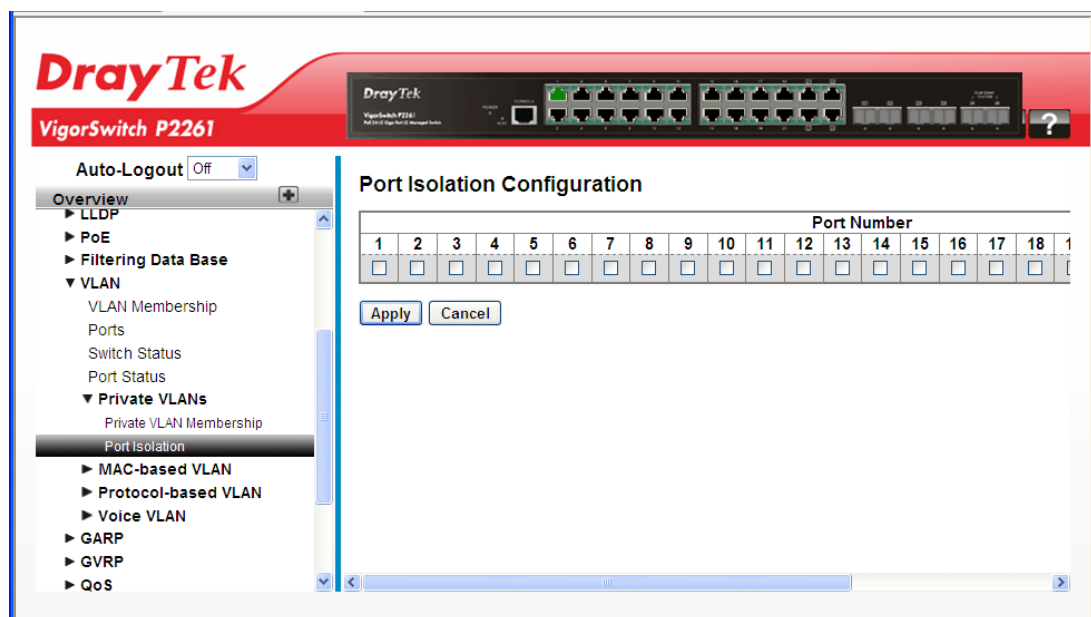 DrayTek
VigorSwitch P2261
DrayTek
VigorSwitch P2261
?
Auto-Logout Off
Overview
LLDP
PoE
Filtering Data Base
VLAN
VLAN Membership
Ports
Switch Status
Port Status
Private VLANs
Private VLAN Membership
Port Isolation
MAC-based VLAN
Protocol-based VLAN
Voice VLAN
GARP
GVRP
QoS
Port Isolation Configuration
Port Number
1 2 3 4 5 6 7 8 9 10 11 12 13 14 15 16 17 18
Apply Cancel